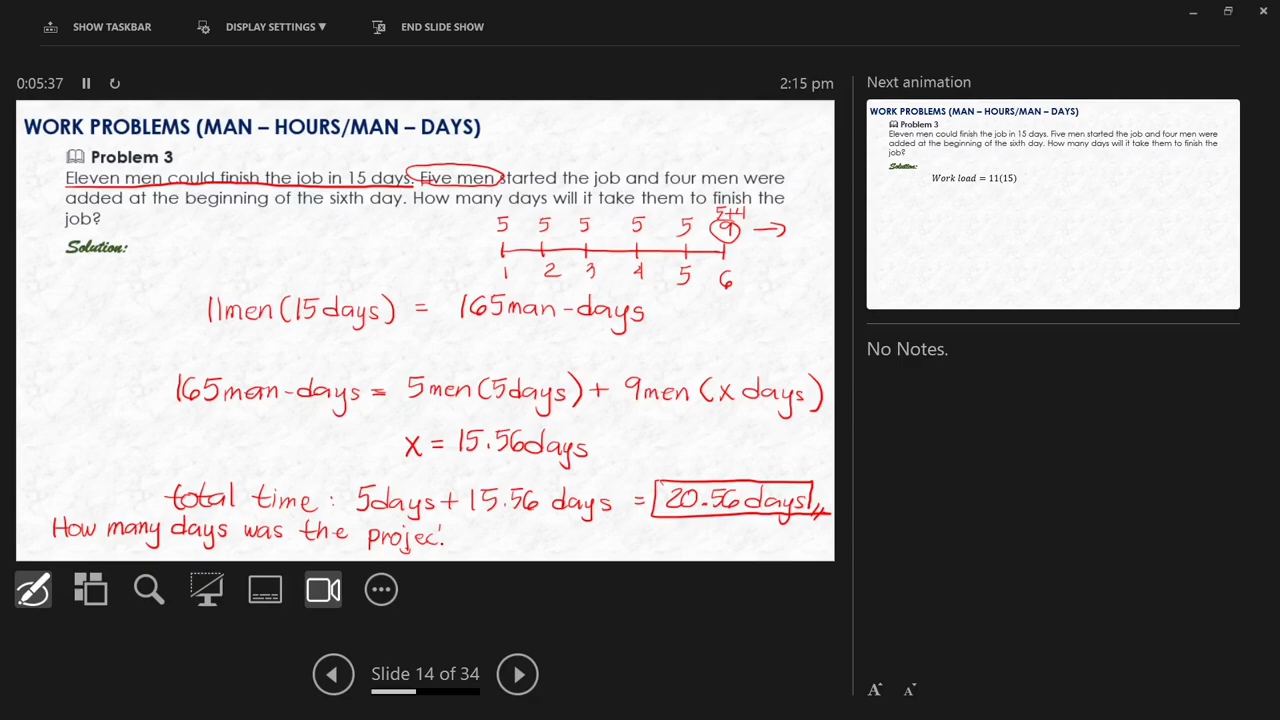 SHOW TASKBAR DISPLAY SETTINGS ▼ END SLIDE SHOW
0:05:37 2:15 pm
WORK PROBLEMS (MAN – HOURS/MAN – DAYS)
Problem 3
Eleven men could finish the job in 15 days. Five men started the job and four men were
added at the beginning of the sixth day. How many days will it take them to finish the
job?
Solution:
5+4
5 5 5 5 5 9 →
1 2 3 4 5 6
11men(15days) = 165man-days
165man-days = 5men(5days) + 9men(x days)
x = 15.56days
total time : 5days + 15.56 days = 20.56 days
How many days was the projec
Slide 14 of 34
Next animation
WORK PROBLEMS (MAN – HOURS/MAN – DAYS)
Problem 3
Eleven men could finish the job in 15 days. Five men started the job and four men were
added at the beginning of the sixth day. How many days will it take them to finish the
job?
Solution:
Work load = 11(15)
No Notes.
A A